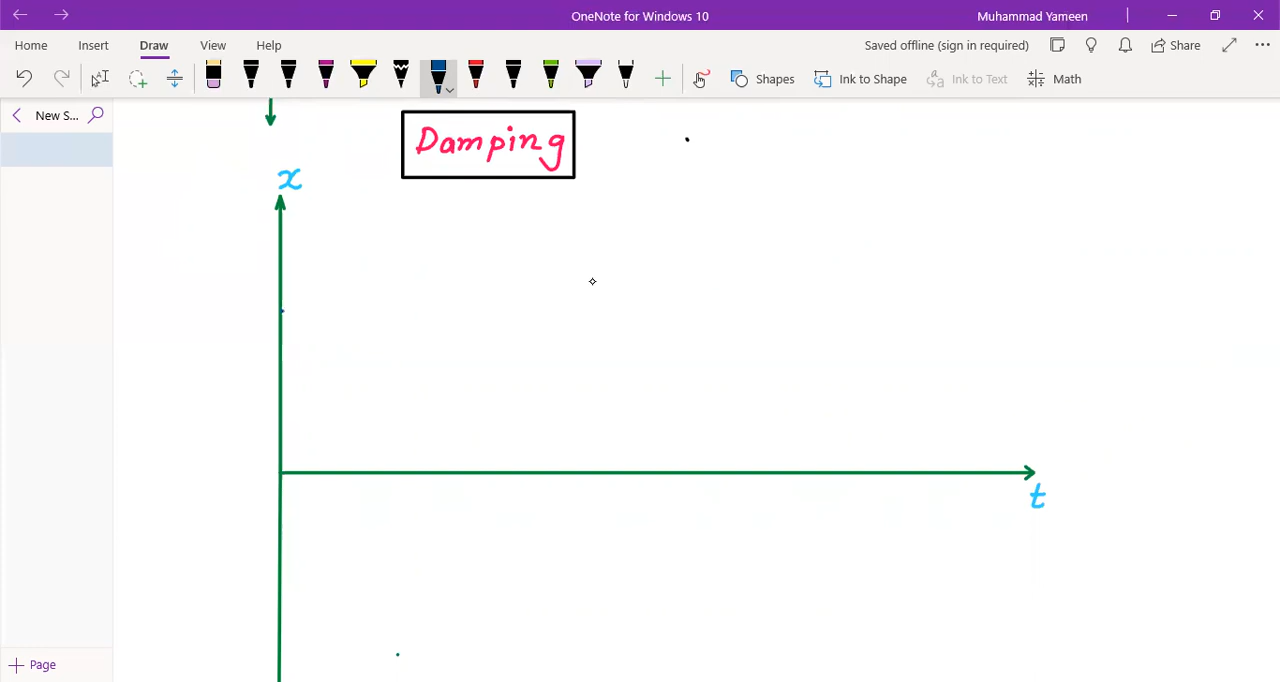 OneNote for Windows 10
Muhammad Yameen
Home Insert Draw View Help
Saved offline (sign in required)
Share
Shapes
Ink to Shape
Ink to Text
Math
New S...
Damping
x
t
Page